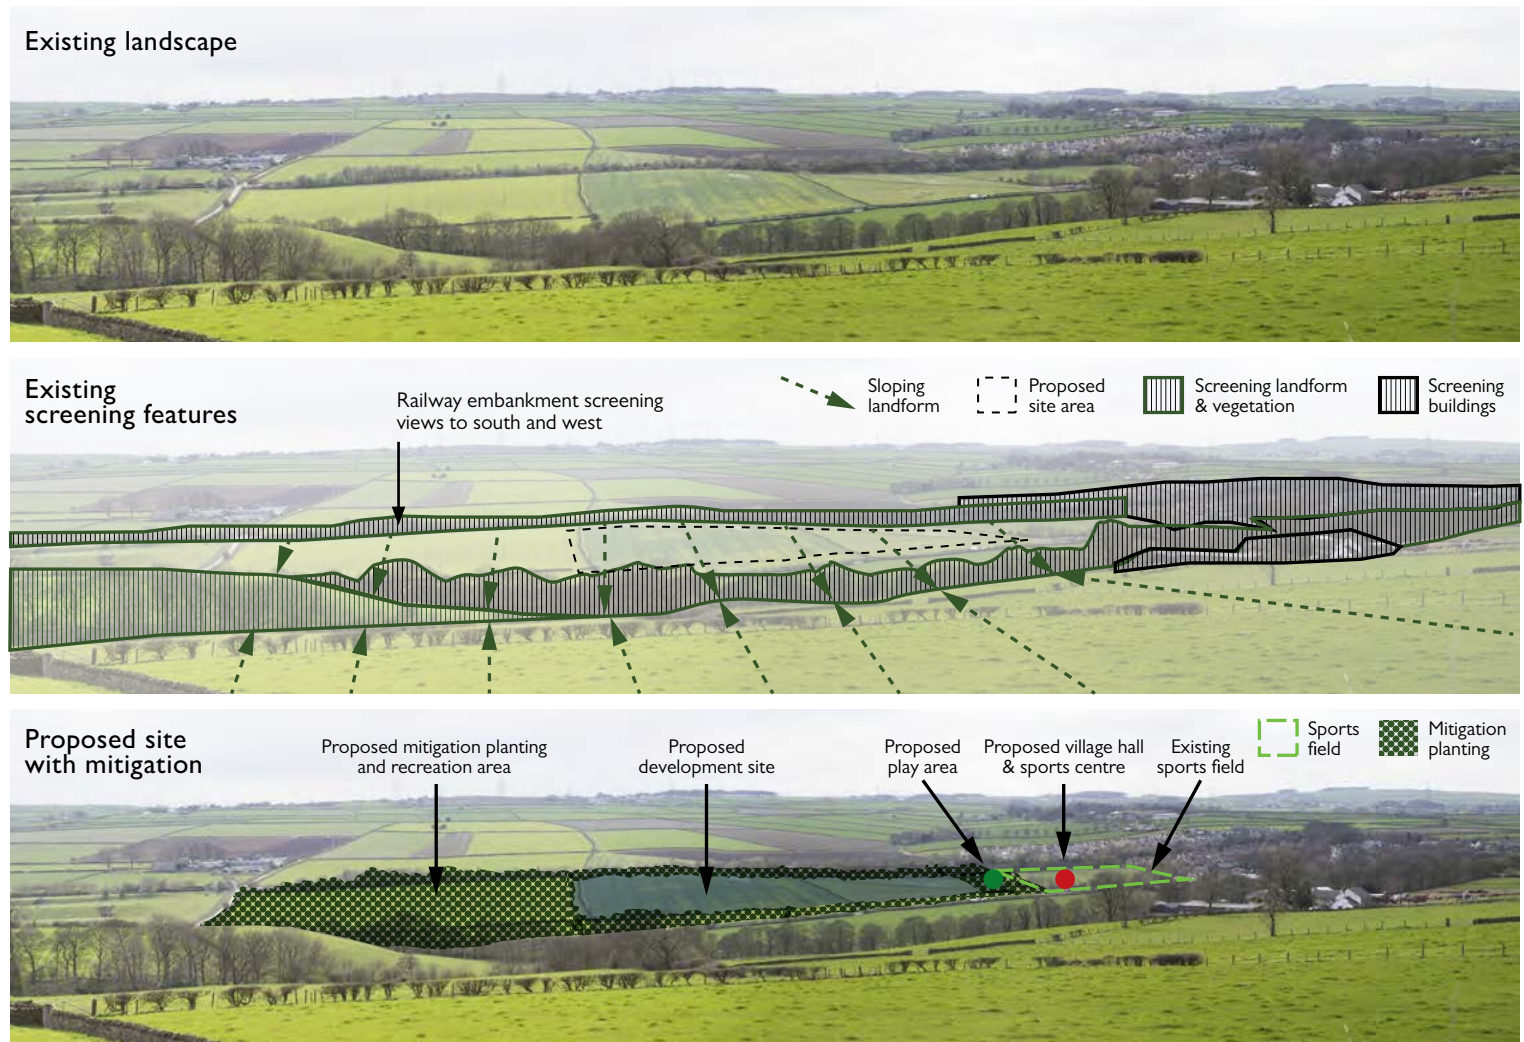 Existing landscape
Existing
screening features
Railway embankment screening
views to south and west
Sloping
landform
Proposed
site area
Screening landform
& vegetation
Screening
buildings
Proposed site
with mitigation
Proposed mitigation planting
and recreation area
Proposed
development site
Proposed
play area
Proposed village hall
& sports centre
Existing
sports field
Sports
field
Mitigation
planting